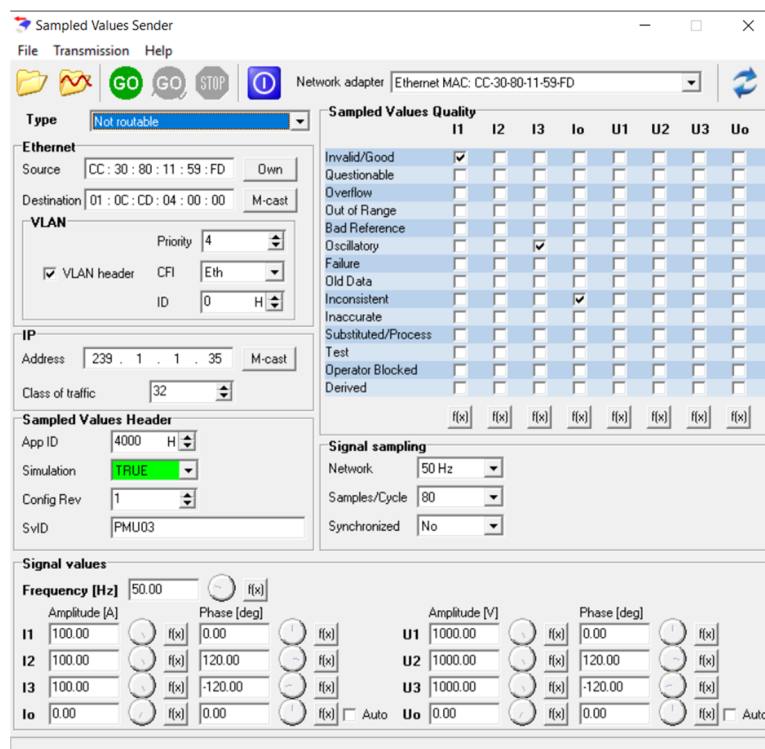 Sampled Values Sender
File Transmission Help
GO GO STOP Network adapter Ethernet MAC: CC-30-80-11-59-FD
Type Not routable
Ethernet
Source CC : 30 : 80 : 11 : 59 : FD Own
Destination 01 : 0C : CD : 04 : 00 : 00 M-cast
VLAN
Priority 4
VLAN header CFI Eth
ID 0 H
IP
Address 239 . 1 . 1 . 35 M-cast
Class of traffic 32
Sampled Values Header
App ID 4000 H
Simulation TRUE
Config Rev 1
SvID PMU03
Sampled Values Quality
I1 I2 I3 Io U1 U2 U3 Uo
Invalid/Good
Questionable
Overflow
Out of Range
Bad Reference
Oscillatory
Failure
Old Data
Inconsistent
Inaccurate
Substituted/Process
Test
Operator Blocked
Derived
f(x) f(x) f(x) f(x) f(x) f(x) f(x) f(x)
Signal sampling
Network 50 Hz
Samples/Cycle 80
Synchronized No
Signal values
Frequency [Hz] 50.00 f(x)
Amplitude [A] Phase [deg] Amplitude [V] Phase [deg]
I1 100.00 f(x) 0.00 f(x) U1 1000.00 f(x) 0.00 f(x)
I2 100.00 f(x) 120.00 f(x) U2 1000.00 f(x) 120.00 f(x)
I3 100.00 f(x) -120.00 f(x) U3 1000.00 f(x) -120.00 f(x)
Io 0.00 f(x) 0.00 f(x) Auto Uo 0.00 f(x) 0.00 f(x) Auto